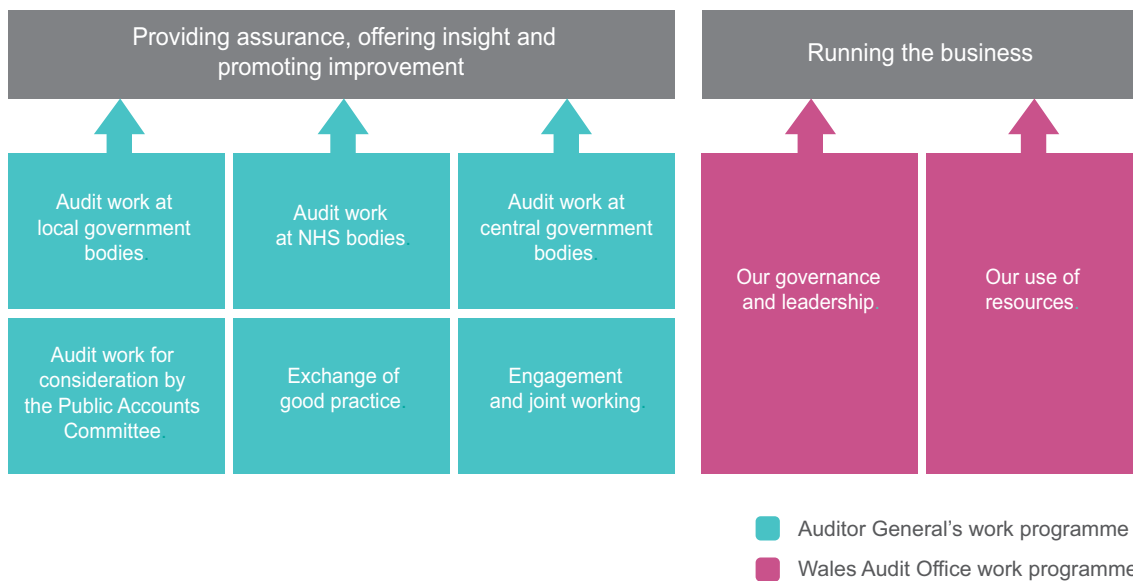 Providing assurance, offering insight and
promoting improvement
Running the business
Audit work at
local government
bodies.
Audit work
at NHS bodies.
Audit work at
central government
bodies.
Our governance
and leadership.
Our use of
resources.
Audit work for
consideration by
the Public Accounts
Committee.
Exchange of
good practice.
Engagement
and joint working.
Auditor General’s work programme
Wales Audit Office work programme